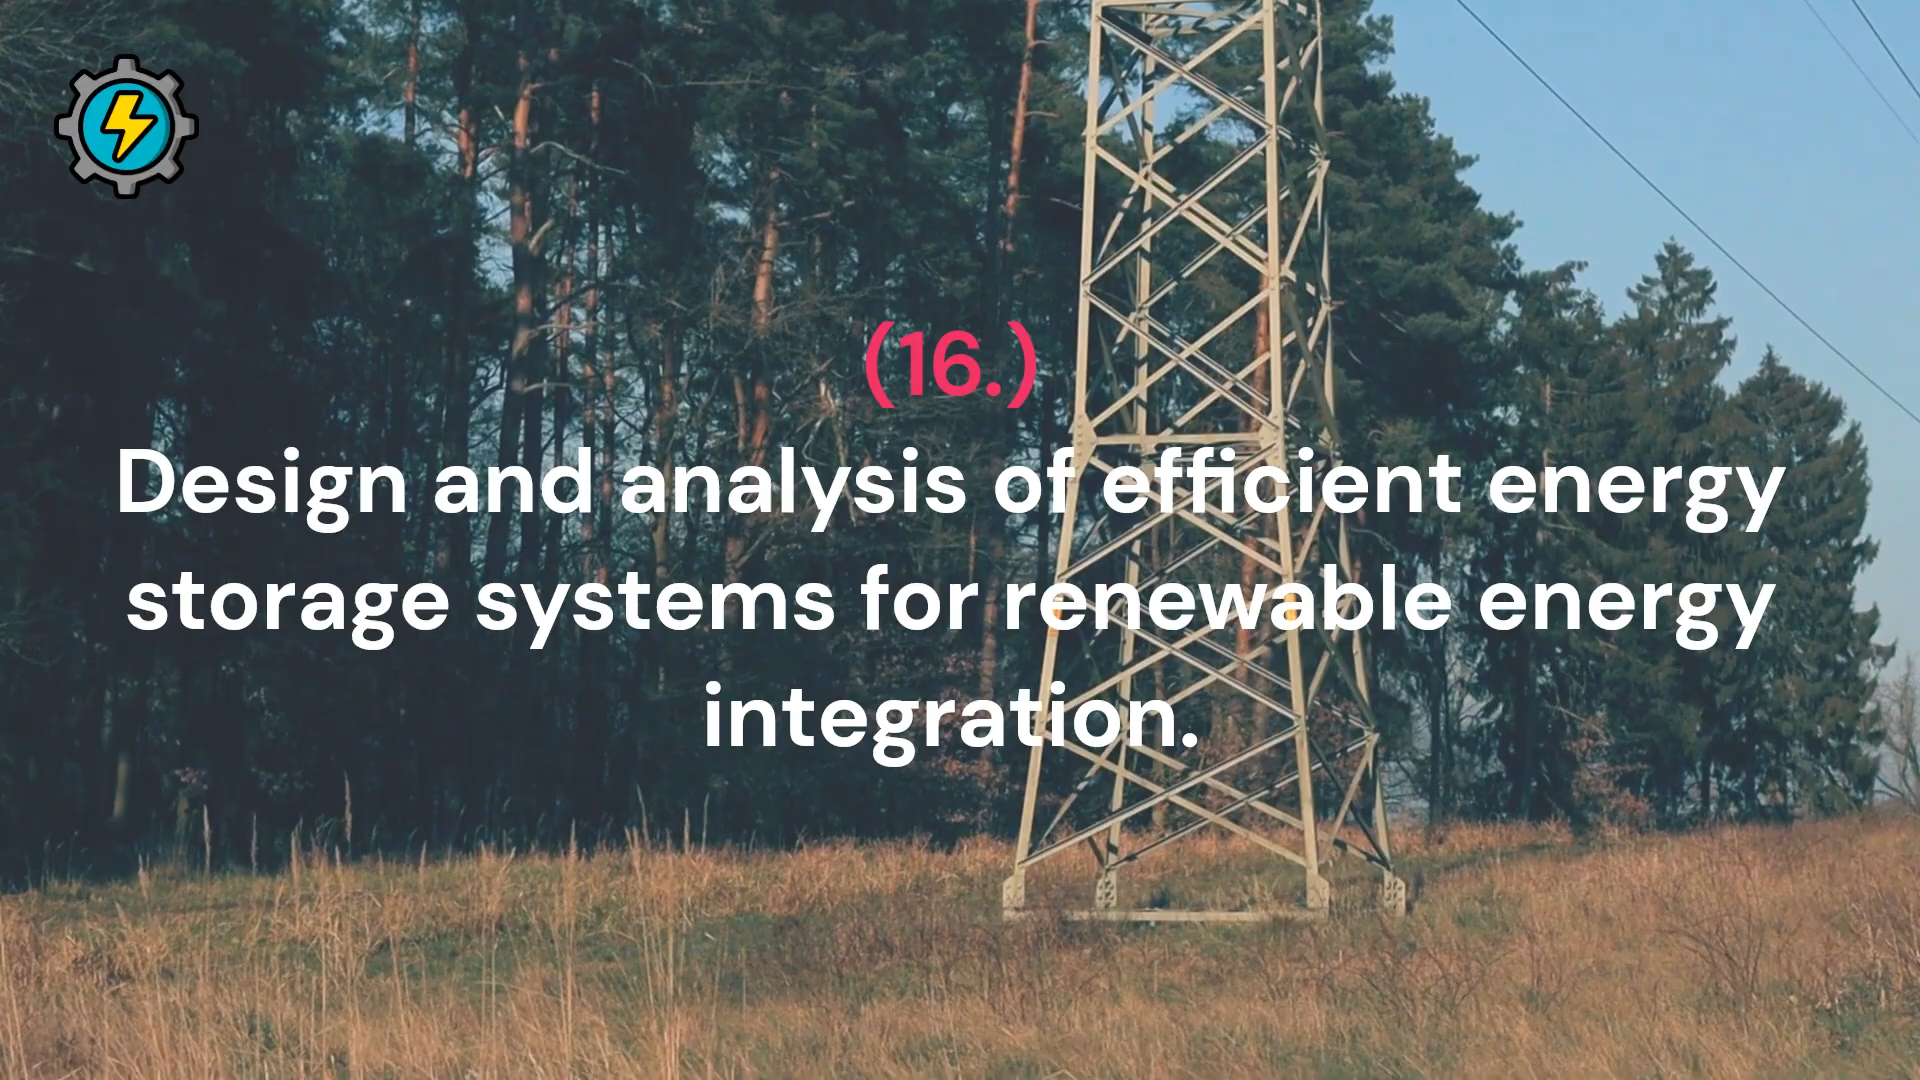 (16.)
Design and analysis of efficient energy
storage systems for renewable energy
integration.